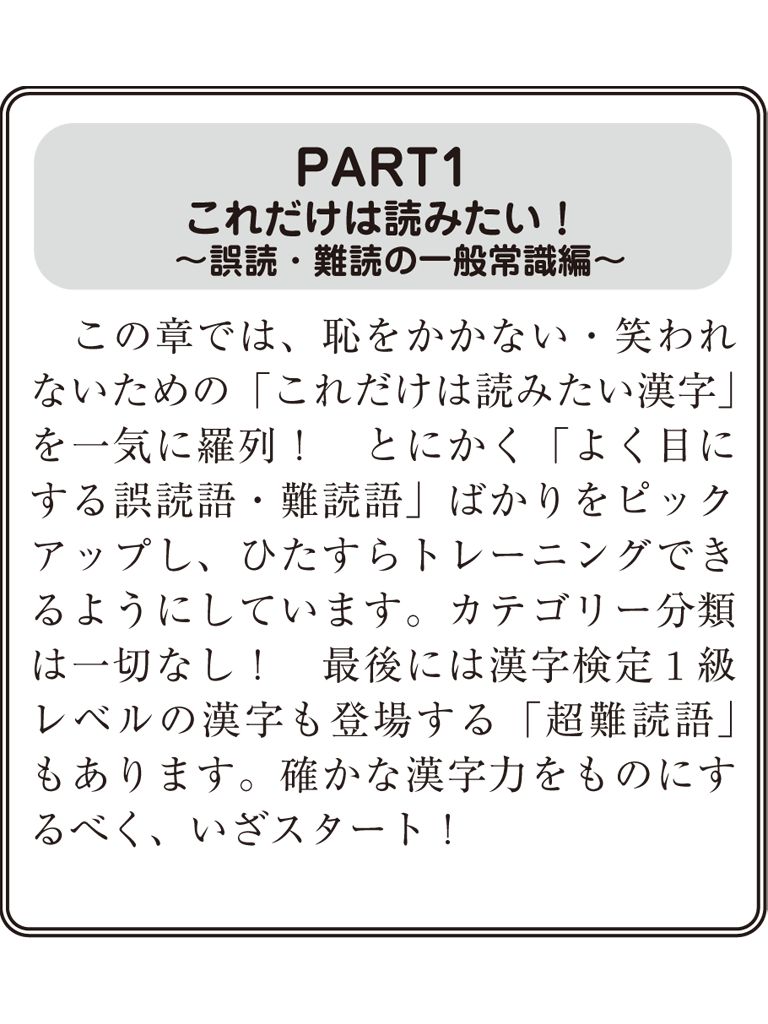 PART1
これだけは読みたい！
～誤読・難読の一般常識編～
　この章では、恥をかかない・笑われ
ないための「これだけは読みたい漢字」
を一気に羅列！　とにかく「よく目に
する誤読語・難読語」ばかりをピック
アップし、ひたすらトレーニングでき
るようにしています。カテゴリー分類
は一切なし！　最後には漢字検定１級
レベルの漢字も登場する「超難読語」
もあります。確かな漢字力をものにす
るべく、いざスタート！